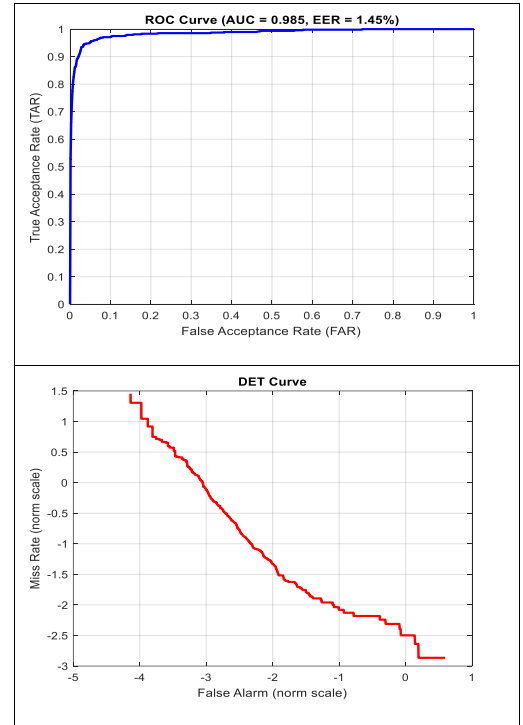 ROC Curve (AUC = 0.985, EER = 1.45%)
1
0.9
0.8
0.7
0.6
0.5
0.4
0.3
0.2
0.1
0
True Acceptance Rate (TAR)
0 0.1 0.2 0.3 0.4 0.5 0.6 0.7 0.8 0.9 1
False Acceptance Rate (FAR)
DET Curve
1.5
1
0.5
0
-0.5
-1
-1.5
-2
-2.5
-3
Miss Rate (norm scale)
-5 -4 -3 -2 -1 0 1
False Alarm (norm scale)